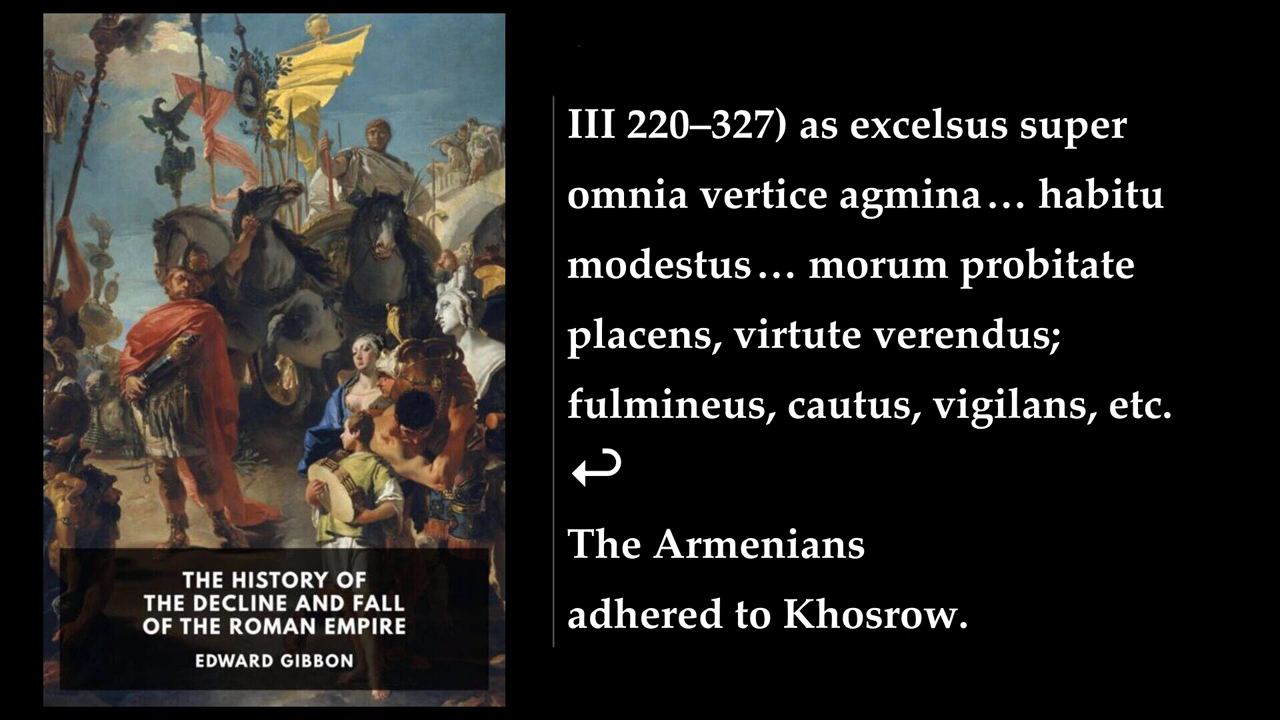 THE HISTORY OF
THE DECLINE AND FALL
OF THE ROMAN EMPIRE
EDWARD GIBBON
III 220–327) as excelsus super
omnia vertice agmina… habitu
modestus… morum probitate
placens, virtute verendus;
fulmineus, cautus, vigilans, etc.
↩
The Armenians
adhered to Khosrow.